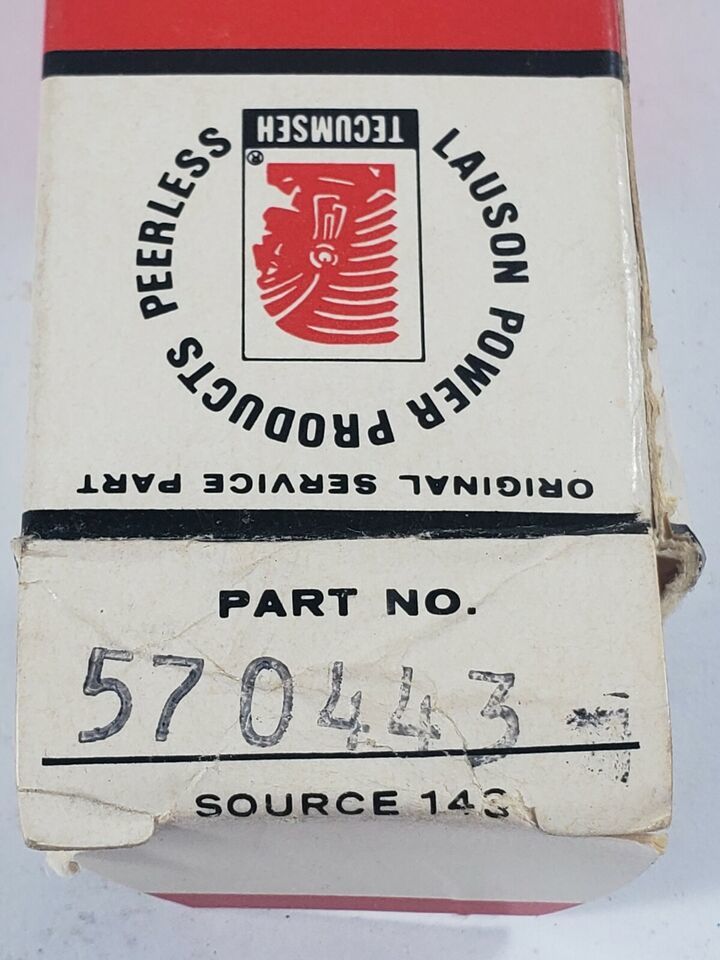 TECUMSEH
®
LAUSON POWER PRODUCTS PEERLESS
ORIGINAL SERVICE PART
PART NO.
570443
SOURCE 143